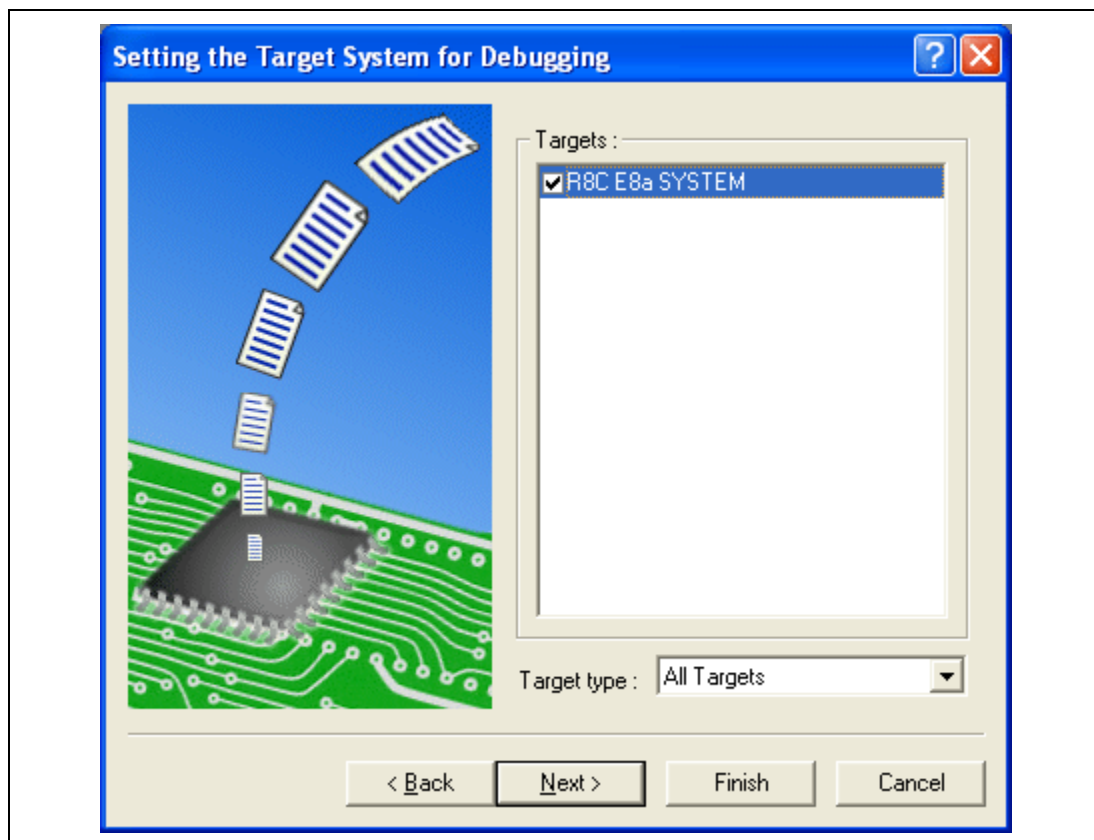 Setting the Target System for Debugging
Targets :
R8C E8a SYSTEM
Target type :
All Targets
< Back
Next >
Finish
Cancel